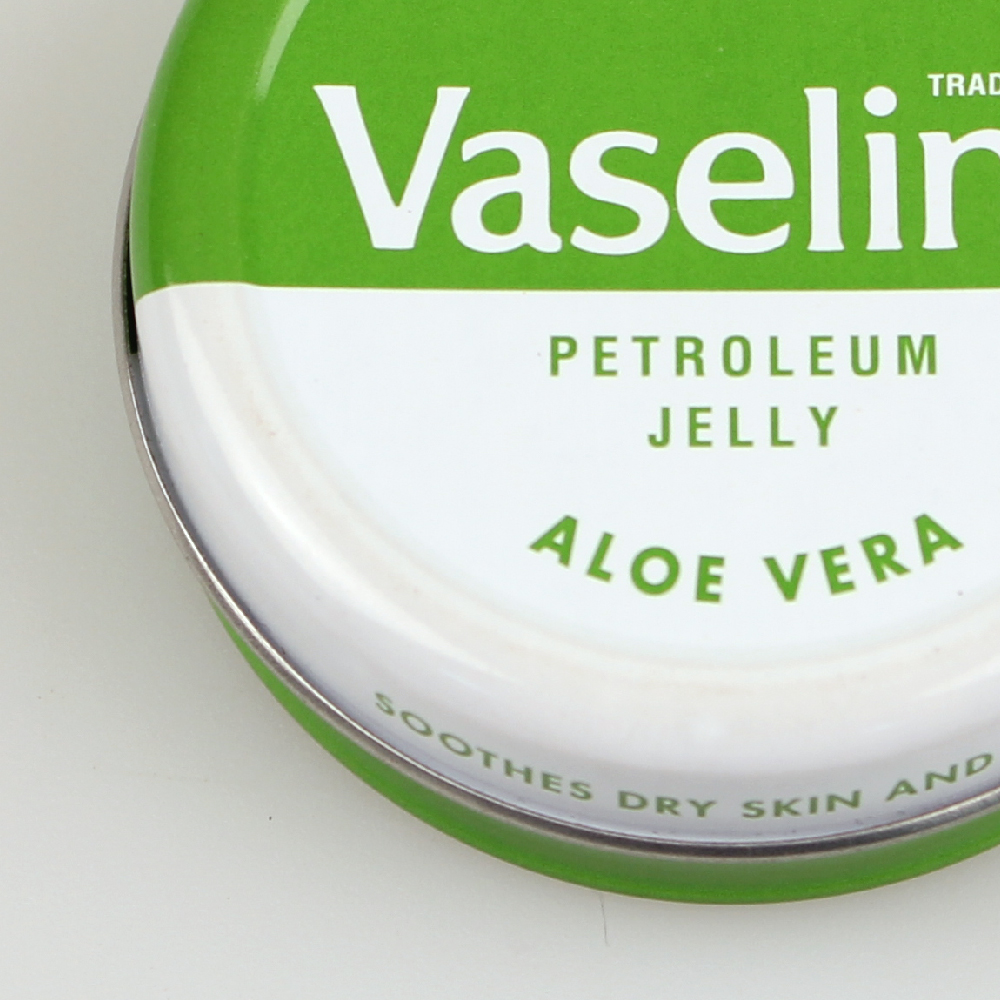 TRAD
Vaselin
PETROLEUM
JELLY
ALOE VERA
SOOTHES DRY SKIN AND